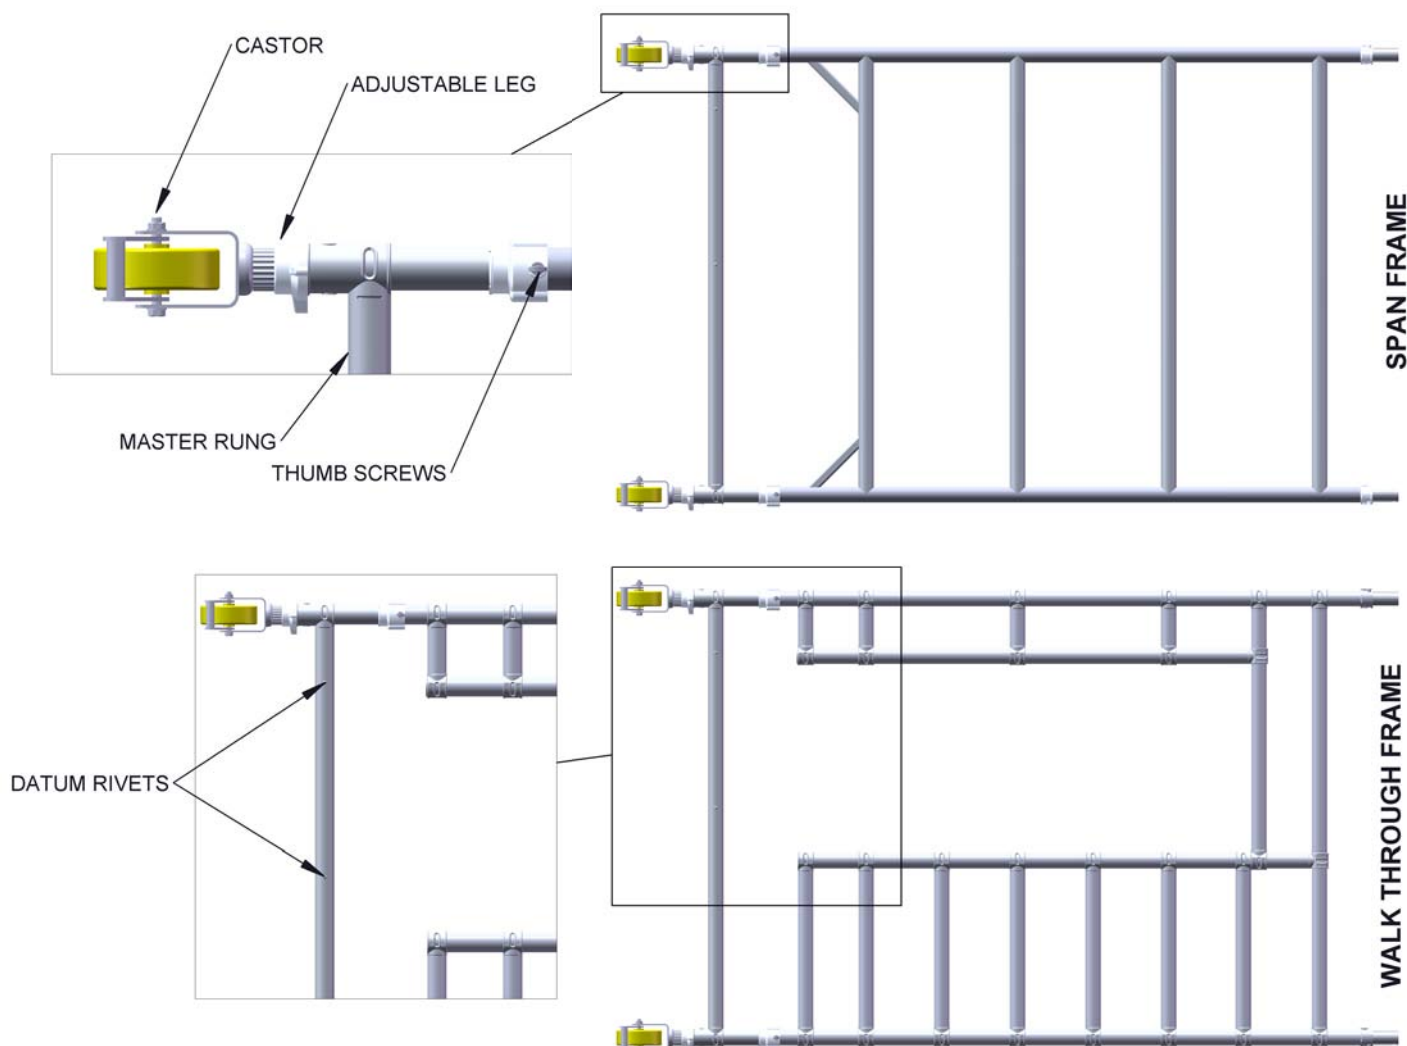 CASTOR
ADJUSTABLE LEG
MASTER RUNG
THUMB SCREWS
SPAN FRAME
DATUM RIVETS
WALK THROUGH FRAME